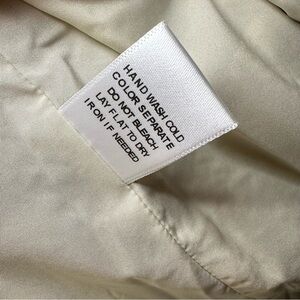 HAND WASH COLD
COLOR SEPARATE
DO NOT BLEACH
LAY FLAT TO DRY
IRON IF NEEDED